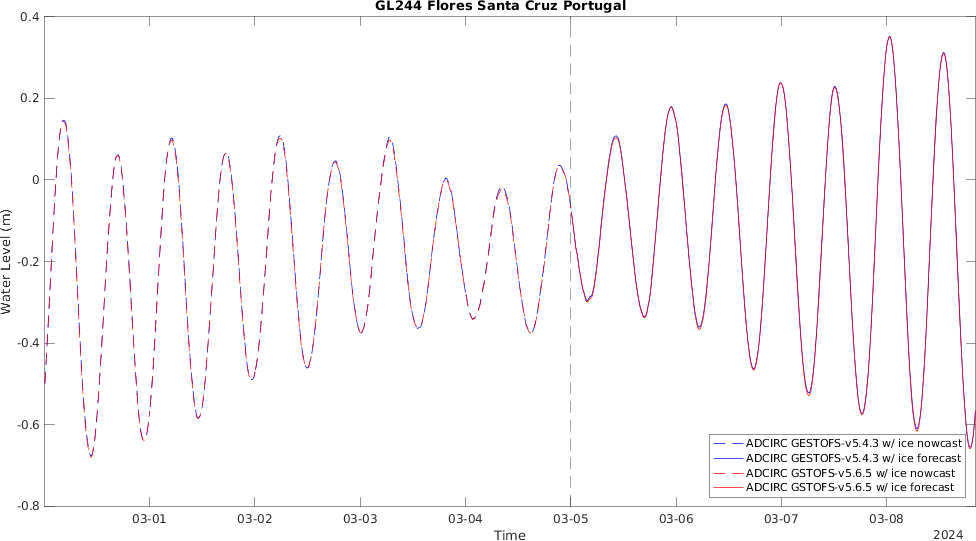 GL244 Flores Santa Cruz Portugal
0.4
0.2
0
-0.2
-0.4
-0.6
-0.8
Water Level (m)
ADCIRC GESTOFS-v5.4.3 w/ ice nowcast
ADCIRC GESTOFS-v5.4.3 w/ ice forecast
ADCIRC GSTOFS-v5.6.5 w/ ice nowcast
ADCIRC GSTOFS-v5.6.5 w/ ice forecast
03-01 03-02 03-03 03-04 03-05 03-06 03-07 03-08
Time
2024